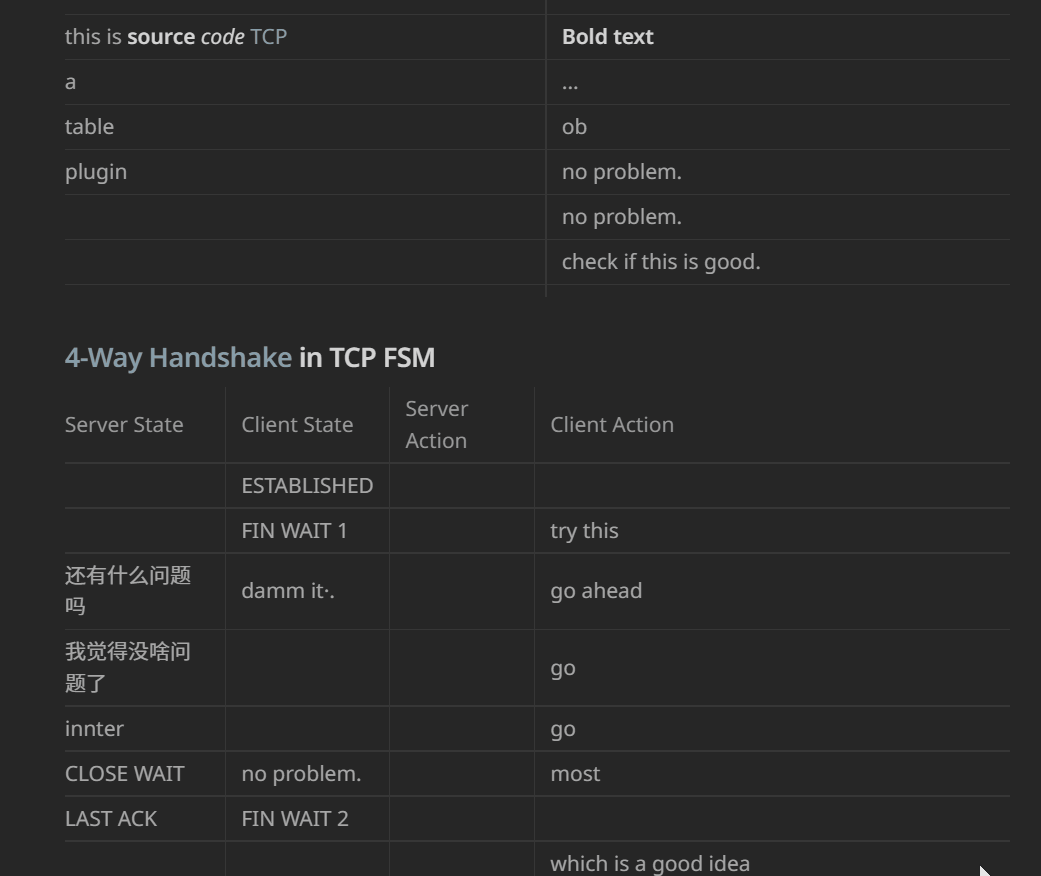 this is source code TCP Bold text
a ...
table ob
plugin no problem.
no problem.
check if this is good.
4-Way Handshake in TCP FSM
Server State Client State Server Action Client Action
ESTABLISHED
FIN WAIT 1 try this
还有什么问题吗 damm it·. go ahead
我觉得没啥问题了 go
innter go
CLOSE WAIT no problem. most
LAST ACK FIN WAIT 2
which is a good idea